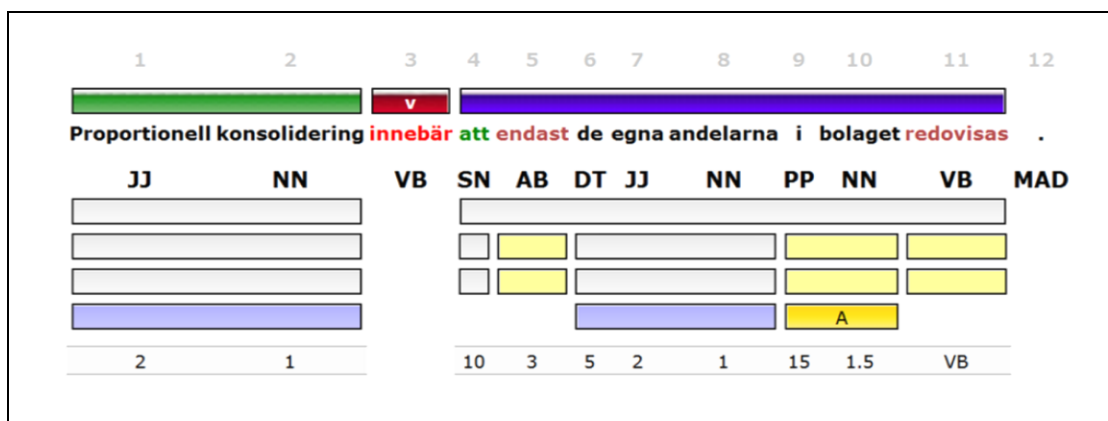 1 2 3 4 5 6 7 8 9 10 11 12
v
Proportionell konsolidering innebär att endast de egna andelarna i bolaget redovisas .
JJ NN VB SN AB DT JJ NN PP NN VB MAD
A
2 1 10 3 5 2 1 15 1.5 VB